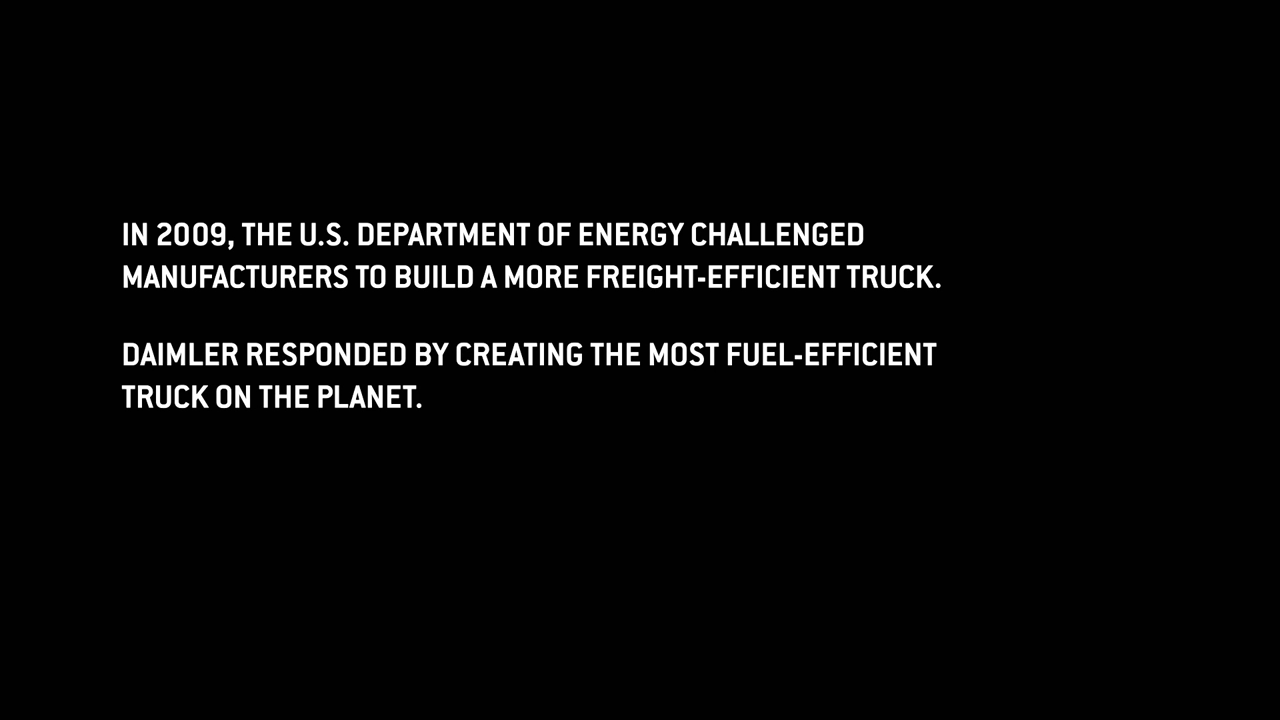 IN 2009, THE U.S. DEPARTMENT OF ENERGY CHALLENGED
MANUFACTURERS TO BUILD A MORE FREIGHT-EFFICIENT TRUCK.
DAIMLER RESPONDED BY CREATING THE MOST FUEL-EFFICIENT
TRUCK ON THE PLANET.